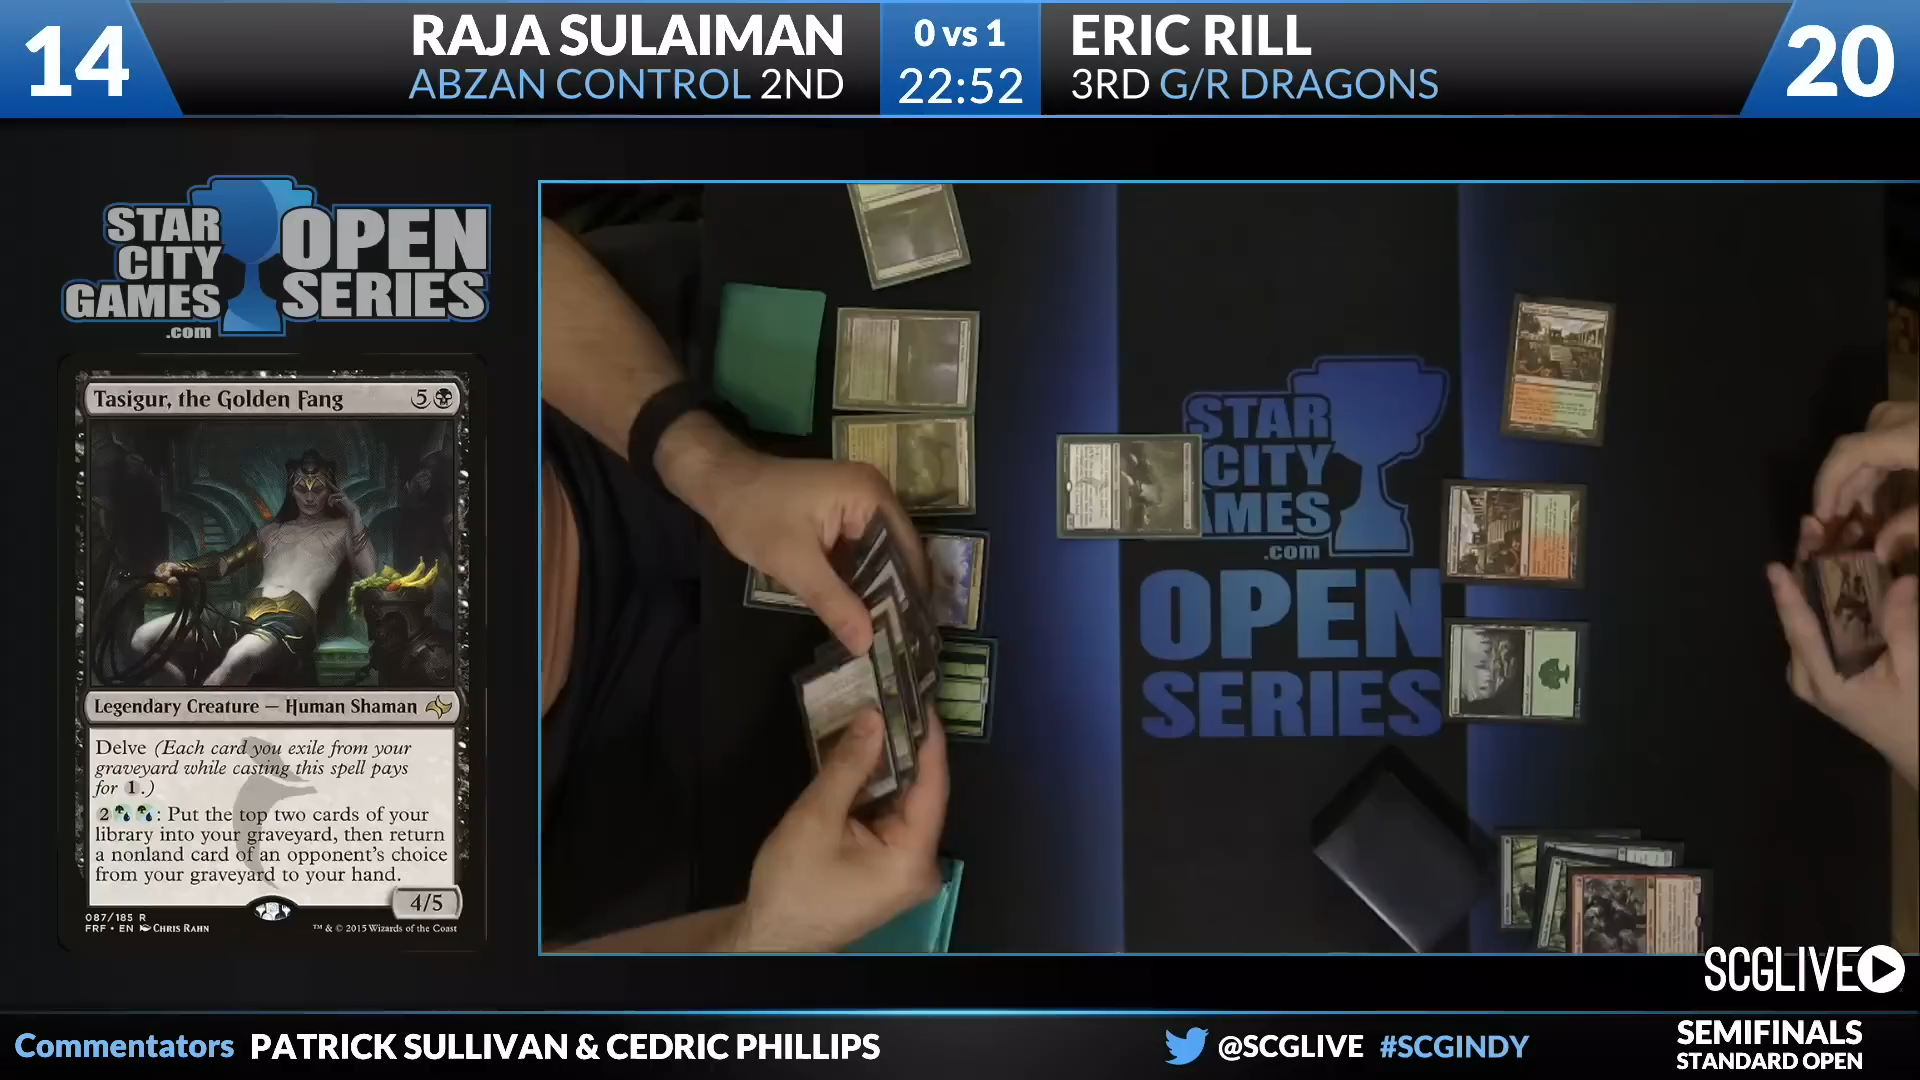 14
RAJA SULAIMAN
ABZAN CONTROL 2ND
0 vs 1
22:52
ERIC RILL
3RD G/R DRAGONS
20
STAR CITY GAMES .com OPEN SERIES
Tasigur, the Golden Fang 5
Legendary Creature — Human Shaman
Delve (Each card you exile from your
graveyard while casting this spell pays
for 1.)
2 : Put the top two cards of your
library into your graveyard, then return
a nonland card of an opponent's choice
from your graveyard to your hand.
4/5
087/185 R
FRF • EN CHRIS RAHN
™ & © 2015 Wizards of the Coast
STAR
CITY
GAMES
.com
OPEN
SERIES
SCGLIVE
Commentators PATRICK SULLIVAN & CEDRIC PHILLIPS
@SCGLIVE #SCGINDY
SEMIFINALS
STANDARD OPEN